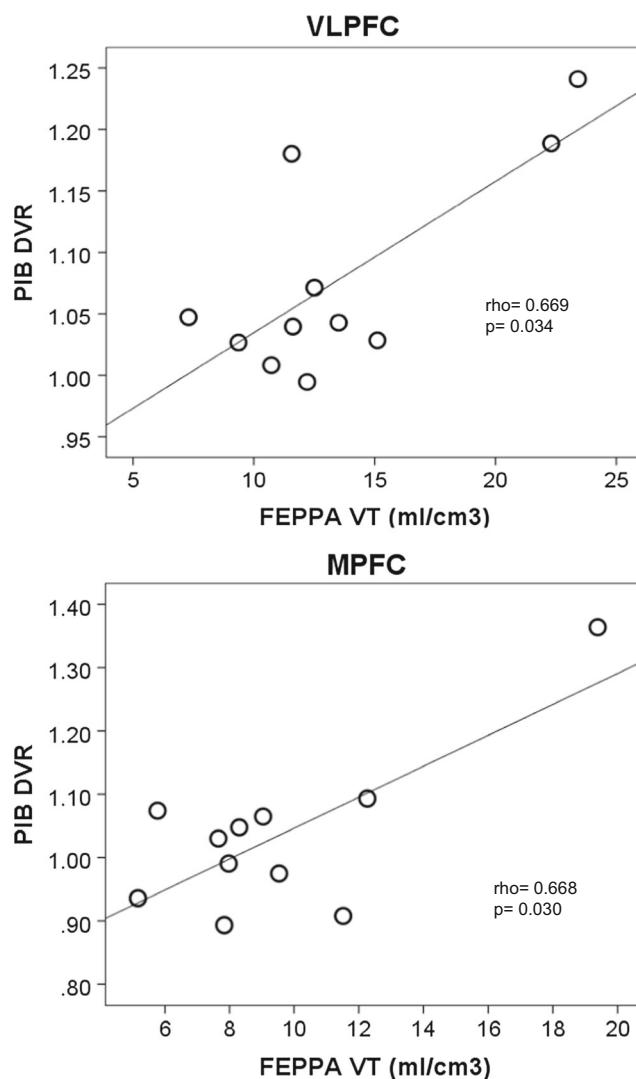 VLPFC
1.25
1.20
1.15
1.10
1.05
1.00
.95
PIB DVR
rho= 0.669
p= 0.034
5 10 15 20 25
FEPPA VT (ml/cm3)
MPFC
1.40
1.30
1.20
1.10
1.00
.90
.80
PIB DVR
rho= 0.668
p= 0.030
6 8 10 12 14 16 18 20
FEPPA VT (ml/cm3)